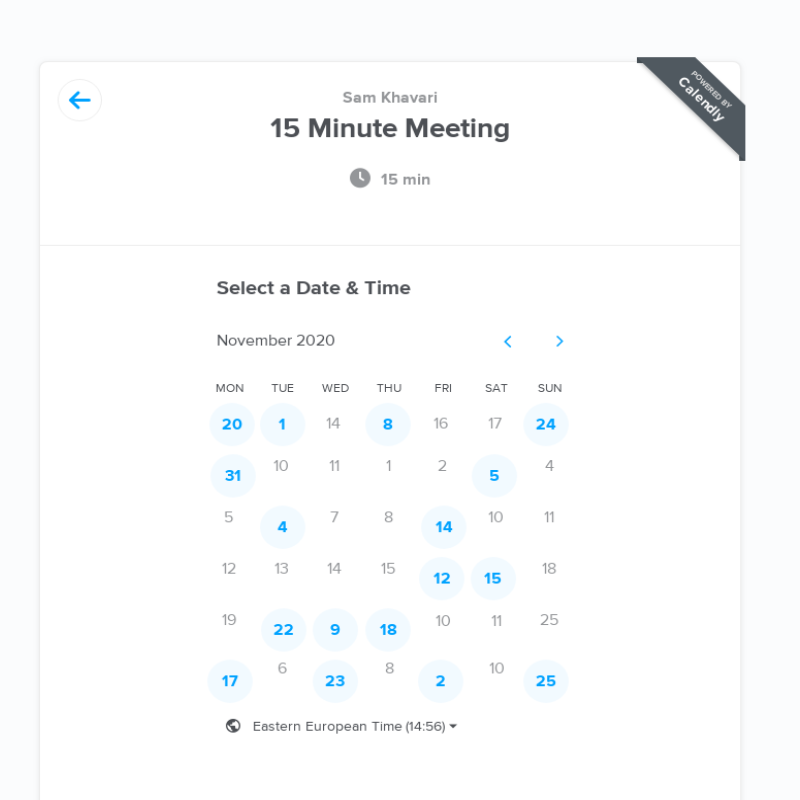 POWERED BY
Calendly
Sam Khavari
15 Minute Meeting
15 min
Select a Date & Time
November 2020
MON TUE WED THU FRI SAT SUN
20 1 14 8 16 17 24
31 10 11 1 2 5 4
5 4 7 8 14 10 11
12 13 14 15 12 15 18
19 22 9 18 10 11 25
17 6 23 8 2 10 25
Eastern European Time (14:56)